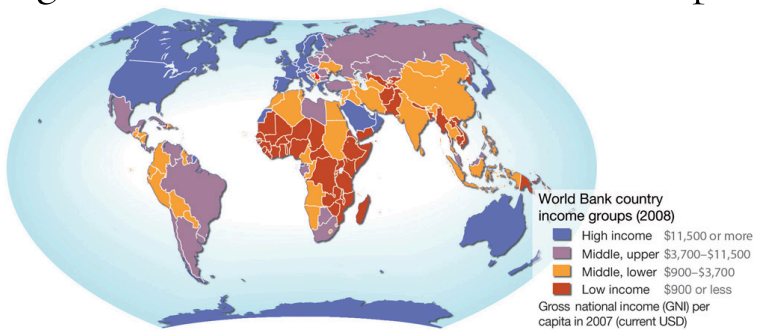 World Bank country
income groups (2008)
High income $11,500 or more
Middle, upper $3,700–$11,500
Middle, lower $900–$3,700
Low income $900 or less
Gross national income (GNI) per
capita in 2007 (current USD)